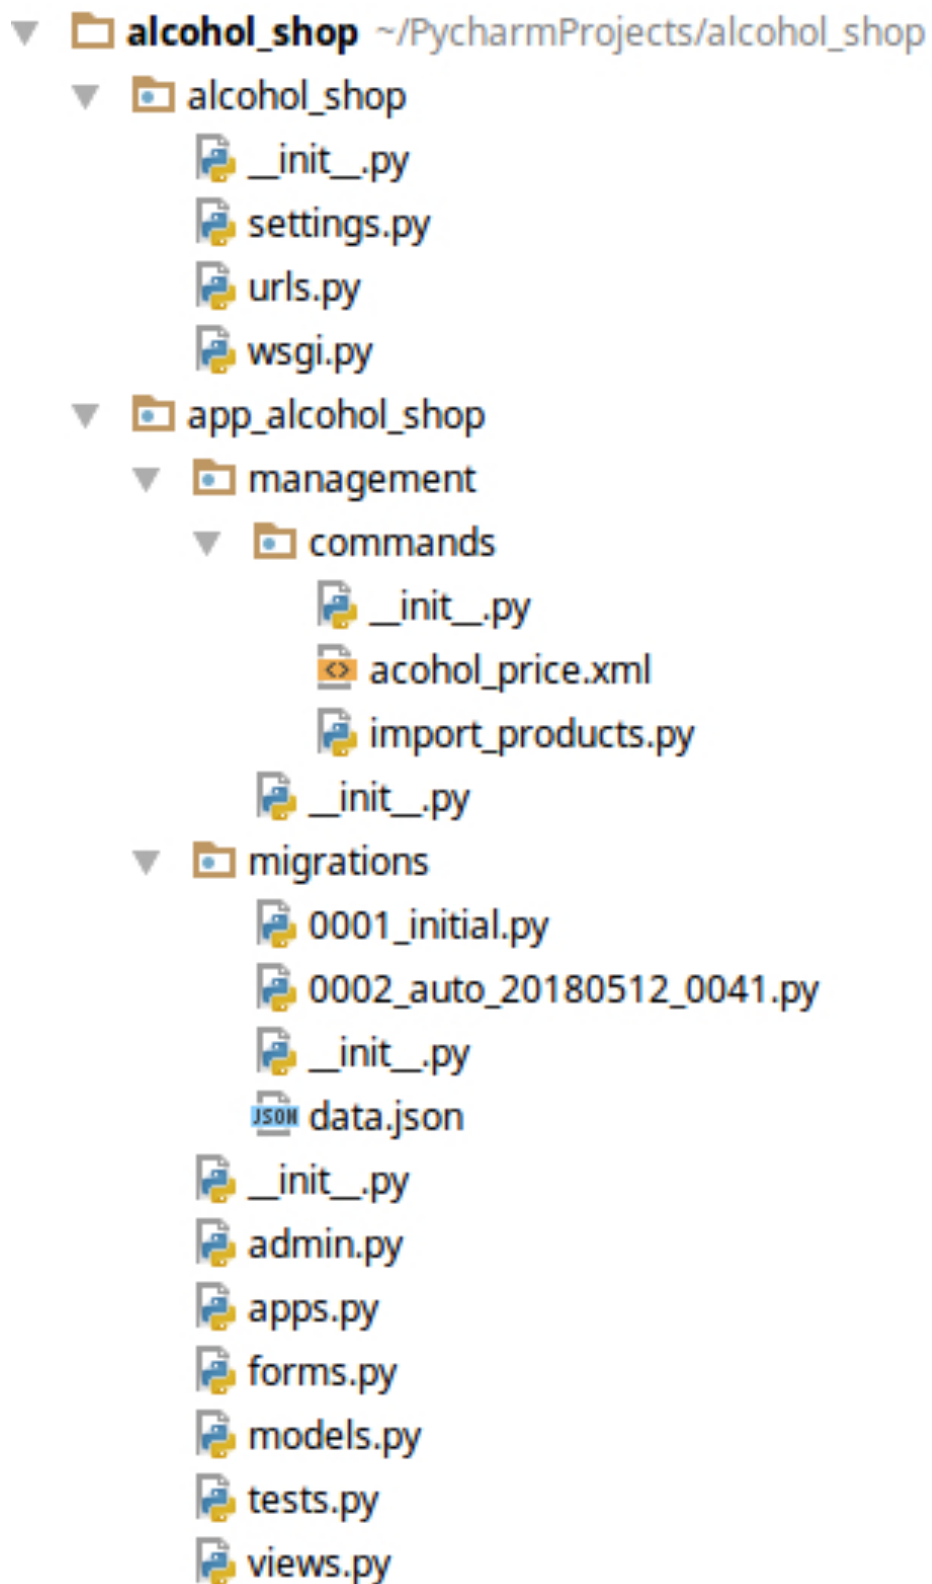 alcohol_shop ~/PycharmProjects/alcohol_shop
alcohol_shop
__init__.py
settings.py
urls.py
wsgi.py
app_alcohol_shop
management
commands
__init__.py
acohol_price.xml
import_products.py
__init__.py
migrations
0001_initial.py
0002_auto_20180512_0041.py
__init__.py
JSON data.json
__init__.py
admin.py
apps.py
forms.py
models.py
tests.py
views.py